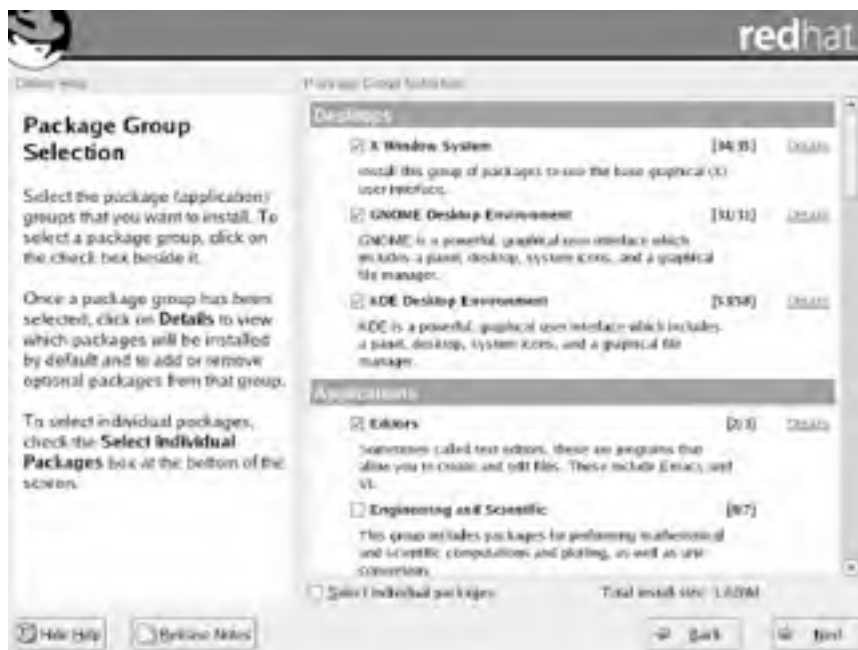 redhat
Online Help
Package Group Selection
Package Group
Selection
Select the package (application)
groups that you want to install. To
select a package group, click on
the check box beside it.
Once a package group has been
selected, click on Details to view
which packages will be installed
by default and to add or remove
optional packages from that group.
To select individual packages,
check the Select Individual
Packages box at the bottom of the
screen.
Desktops
X Window System Details
Install this group of packages to use the base graphical (X)
user interface.
GNOME Desktop Environment Details
GNOME is a powerful, graphical user interface which
includes a panel, desktop, system icons, and a graphical
file manager.
KDE Desktop Environment Details
KDE is a powerful, graphical user interface which includes
a panel, desktop, system icons, and a graphical file
manager.
Applications
Editors Details
Sometimes called text editors, these are programs that
allow you to create and edit files. These include Emacs and
Vi.
Engineering and Scientific [0/7]
This group includes packages for performing mathematical
and scientific computations and plotting, as well as unit
conversion.
Select individual packages Total install size:
Hide Help
Release Notes
Back
Next